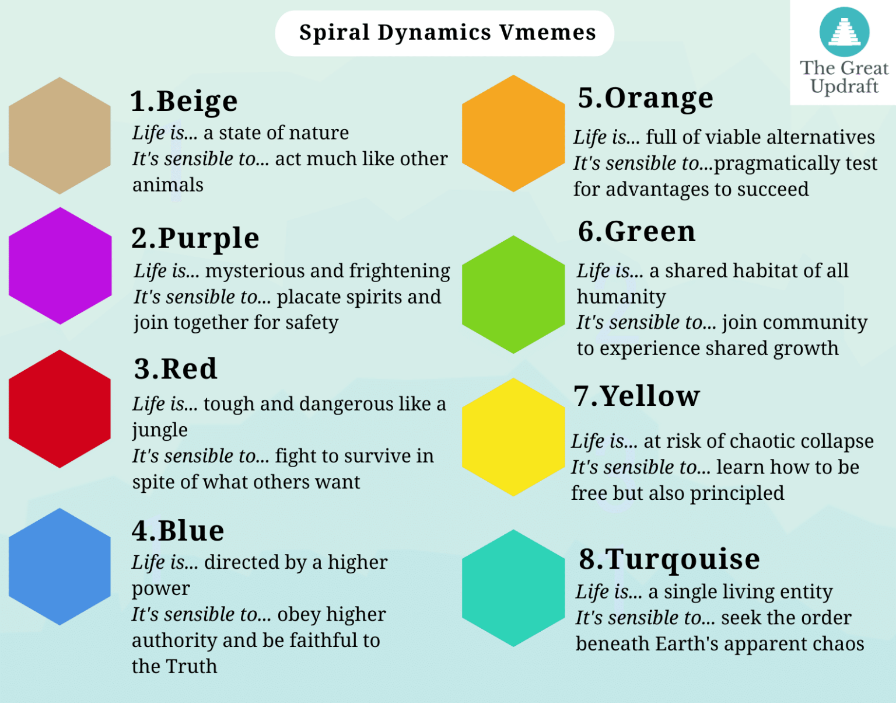 Spiral Dynamics Vmemes
The Great
Updraft
1.Beige
Life is... a state of nature
It's sensible to... act much like other
animals
2.Purple
Life is... mysterious and frightening
It's sensible to... placate spirits and
join together for safety
3.Red
Life is... tough and dangerous like a
jungle
It's sensible to... fight to survive in
spite of what others want
4.Blue
Life is... directed by a higher
power
It's sensible to... obey higher
authority and be faithful to
the Truth
5.Orange
Life is... full of viable alternatives
It's sensible to...pragmatically test
for advantages to succeed
6.Green
Life is... a shared habitat of all
humanity
It's sensible to... join community
to experience shared growth
7.Yellow
Life is... at risk of chaotic collapse
It's sensible to... learn how to be
free but also principled
8.Turqouise
Life is... a single living entity
It's sensible to... seek the order
beneath Earth's apparent chaos